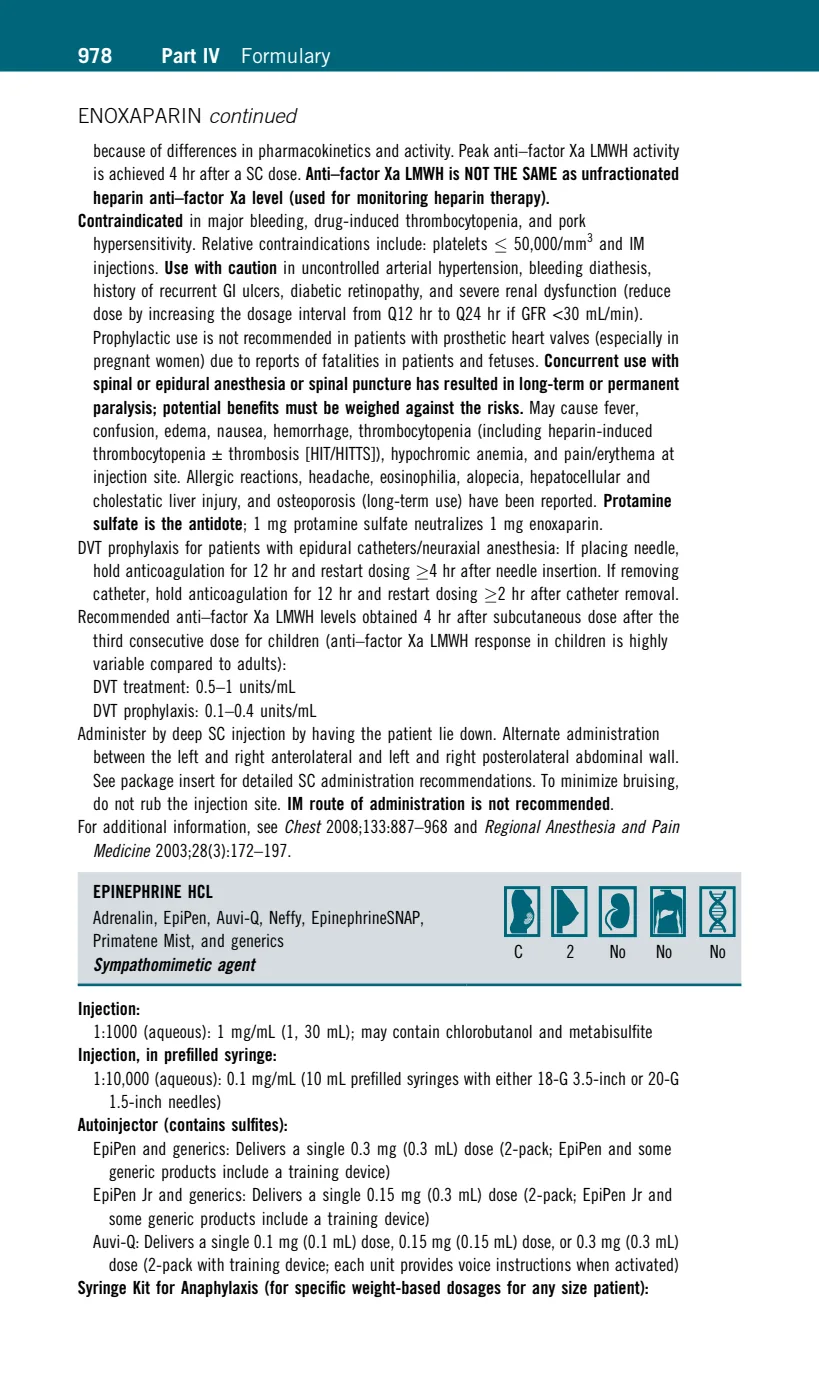 978 Part IV Formulary
ENOXAPARIN continued
because of differences in pharmacokinetics and activity. Peak anti–factor Xa LMWH activity
is achieved 4 hr after a SC dose. Anti–factor Xa LMWH is NOT THE SAME as unfractionated
heparin anti–factor Xa level (used for monitoring heparin therapy).
Contraindicated in major bleeding, drug-induced thrombocytopenia, and pork
hypersensitivity. Relative contraindications include: platelets ≤ 50,000/mm³ and IM
injections. Use with caution in uncontrolled arterial hypertension, bleeding diathesis,
history of recurrent GI ulcers, diabetic retinopathy, and severe renal dysfunction (reduce
dose by increasing the dosage interval from Q12 hr to Q24 hr if GFR <30 mL/min).
Prophylactic use is not recommended in patients with prosthetic heart valves (especially in
pregnant women) due to reports of fatalities in patients and fetuses. Concurrent use with
spinal or epidural anesthesia or spinal puncture has resulted in long-term or permanent
paralysis; potential benefits must be weighed against the risks. May cause fever,
confusion, edema, nausea, hemorrhage, thrombocytopenia (including heparin-induced
thrombocytopenia ± thrombosis [HIT/HITTS]), hypochromic anemia, and pain/erythema at
injection site. Allergic reactions, headache, eosinophilia, alopecia, hepatocellular and
cholestatic liver injury, and osteoporosis (long-term use) have been reported. Protamine
sulfate is the antidote; 1 mg protamine sulfate neutralizes 1 mg enoxaparin.
DVT prophylaxis for patients with epidural catheters/neuraxial anesthesia: If placing needle,
hold anticoagulation for 12 hr and restart dosing ≥4 hr after needle insertion. If removing
catheter, hold anticoagulation for 12 hr and restart dosing ≥2 hr after catheter removal.
Recommended anti–factor Xa LMWH levels obtained 4 hr after subcutaneous dose after the
third consecutive dose for children (anti–factor Xa LMWH response in children is highly
variable compared to adults):
DVT treatment: 0.5–1 units/mL
DVT prophylaxis: 0.1–0.4 units/mL
Administer by deep SC injection by having the patient lie down. Alternate administration
between the left and right anterolateral and left and right posterolateral abdominal wall.
See package insert for detailed SC administration recommendations. To minimize bruising,
do not rub the injection site. IM route of administration is not recommended.
For additional information, see Chest 2008;133:887–968 and Regional Anesthesia and Pain
Medicine 2003;28(3):172–197.
EPINEPHRINE HCL
Adrenalin, EpiPen, Auvi-Q, Neffy, EpinephrineSNAP,
Primatene Mist, and generics
Sympathomimetic agent
C 2 No No No
Injection:
1:1000 (aqueous): 1 mg/mL (1, 30 mL); may contain chlorobutanol and metabisulfite
Injection, in prefilled syringe:
1:10,000 (aqueous): 0.1 mg/mL (10 mL prefilled syringes with either 18-G 3.5-inch or 20-G
1.5-inch needles)
Autoinjector (contains sulfites):
EpiPen and generics: Delivers a single 0.3 mg (0.3 mL) dose (2-pack; EpiPen and some
generic products include a training device)
EpiPen Jr and generics: Delivers a single 0.15 mg (0.3 mL) dose (2-pack; EpiPen Jr and
some generic products include a training device)
Auvi-Q: Delivers a single 0.1 mg (0.1 mL) dose, 0.15 mg (0.15 mL) dose, or 0.3 mg (0.3 mL)
dose (2-pack with training device; each unit provides voice instructions when activated)
Syringe Kit for Anaphylaxis (for specific weight-based dosages for any size patient):